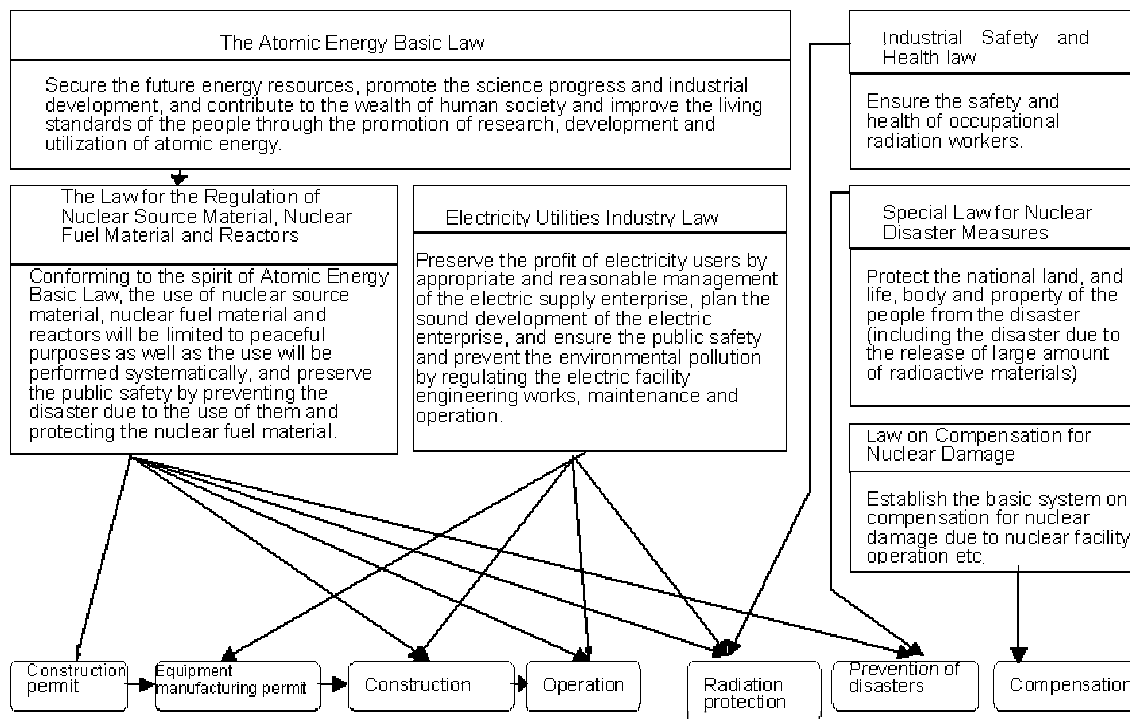 The Atomic Energy Basic Law
Secure the future energy resources, promote the science progress and industrial
development, and contribute to the wealth of human society and improve the living
standards of the people through the promotion of research, development and
utilization of atomic energy.
The Law for the Regulation of
Nuclear Source Material, Nuclear
Fuel Material and Reactors
Conforming to the spirit of Atomic Energy
Basic Law, the use of nuclear source
material, nuclear fuel material and
reactors will be limited to peaceful
purposes as well as the use will be
performed systematically, and preserve
the public safety by preventing the
disaster due to the use of them and
protecting the nuclear fuel material.
Electricity Utilities Industry Law
Preserve the profit of electricity users by
appropriate and reasonable management
of the electric supply enterprise, plan the
sound development of the electric
enterprise, and ensure the public safety
and prevent the environmental pollution
by regulating the electric facility
engineering works, maintenance and
operation.
Industrial Safety and
Health law
Ensure the safety and
health of occupational
radiation workers.
Special Law for Nuclear
Disaster Measures
Protect the national land, and
life, body and property of the
people from the disaster
(including the disaster due to
the release of large amount
of radioactive materials)
Law on Compensation for
Nuclear Damage
Establish the basic system on
compensation for nuclear
damage due to nuclear facility
operation etc.
Construction
permit
Equipment
manufacturing permit
Construction
Operation
Radiation
protection
Prevention of
disasters
Compensation